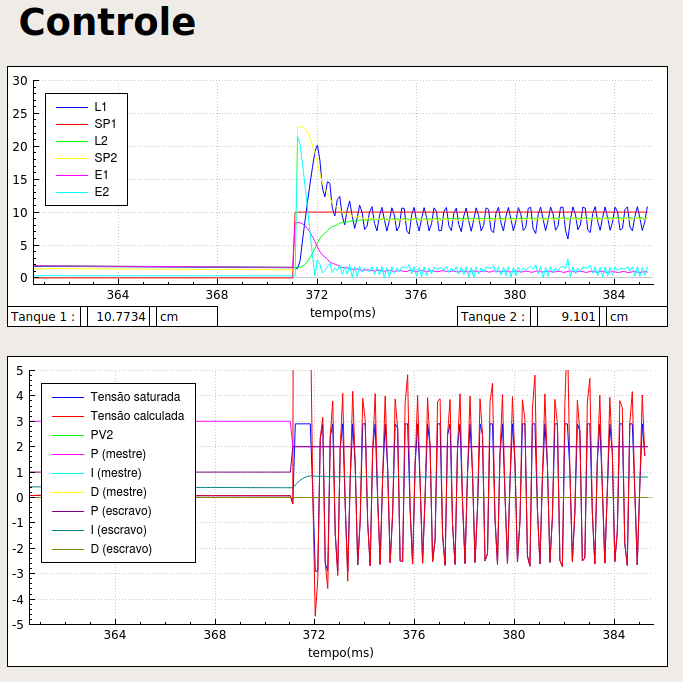 Controle
30
25
20
15
10
5
0
L1
SP1
L2
SP2
E1
E2
364
368
372
376
380
384
tempo(ms)
Tanque 1 : 10.7734 cm
Tanque 2 : 9.101 cm
5
4
3
2
1
0
-1
-2
-3
-4
-5
Tensão saturada
Tensão calculada
PV2
P (mestre)
I (mestre)
D (mestre)
P (escravo)
I (escravo)
D (escravo)
364
368
372
376
380
384
tempo(ms)